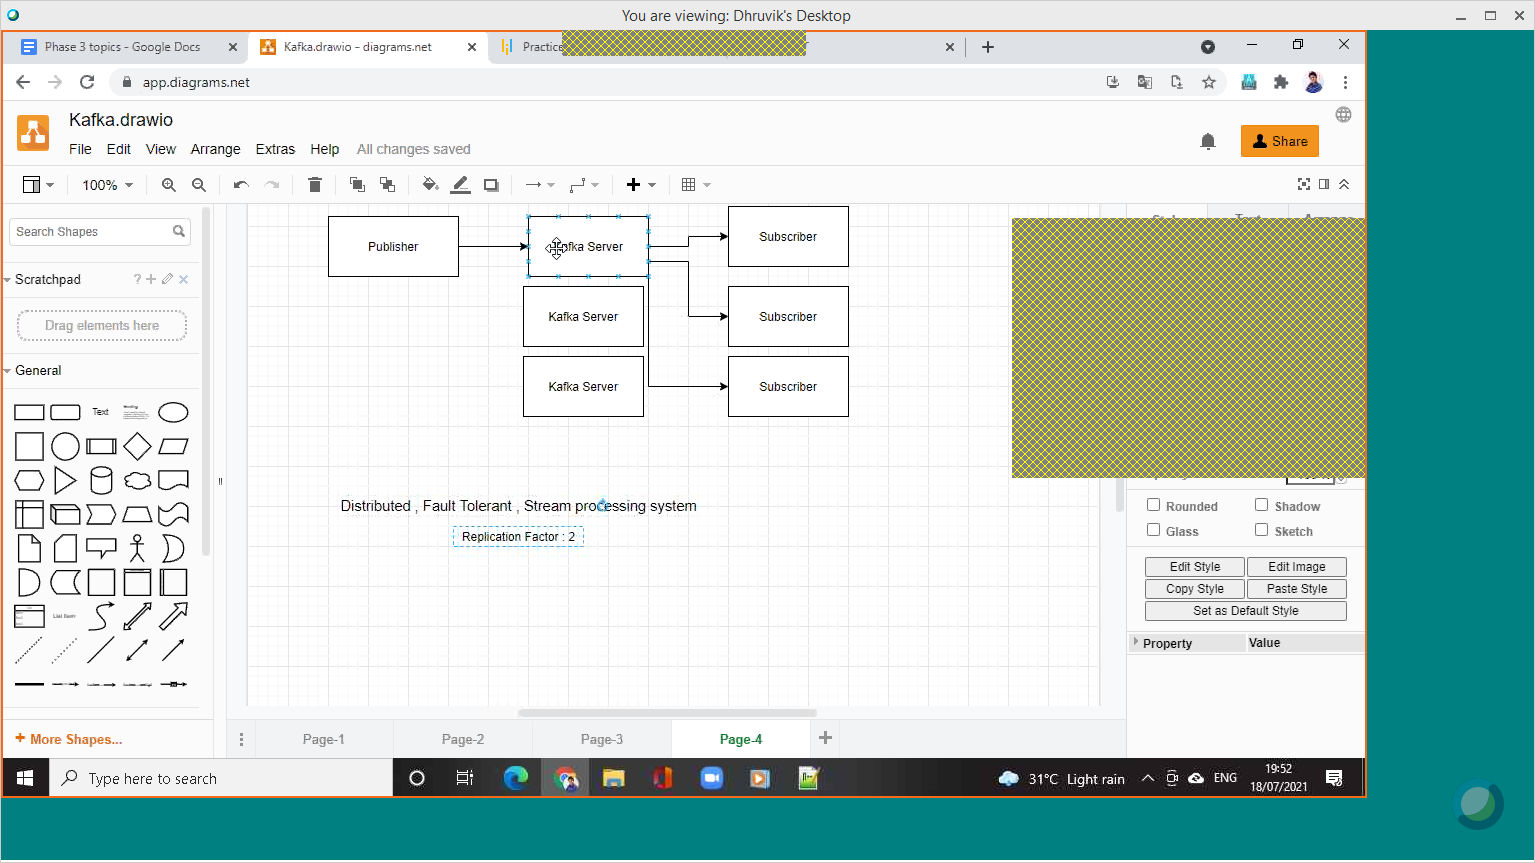 You are viewing: Dhruvik's Desktop
Phase 3 topics - Google Docs
Kafka.drawio - diagrams.net
Practice
app.diagrams.net
Kafka.drawio
File Edit View Arrange Extras Help All changes saved
Share
100%
Search Shapes
Scratchpad
Drag elements here
General
Text
List Item
More Shapes...
Publisher
Server
Subscriber
Kafka Server
Subscriber
Kafka Server
Subscriber
Distributed , Fault Tolerant , Stream processing system
Replication Factor : 2
Rounded Shadow
Glass Sketch
Edit Style Edit Image
Copy Style Paste Style
Set as Default Style
Property Value
Page-1 Page-2 Page-3 Page-4
Type here to search
31°C Light rain
ENG
19:52
18/07/2021